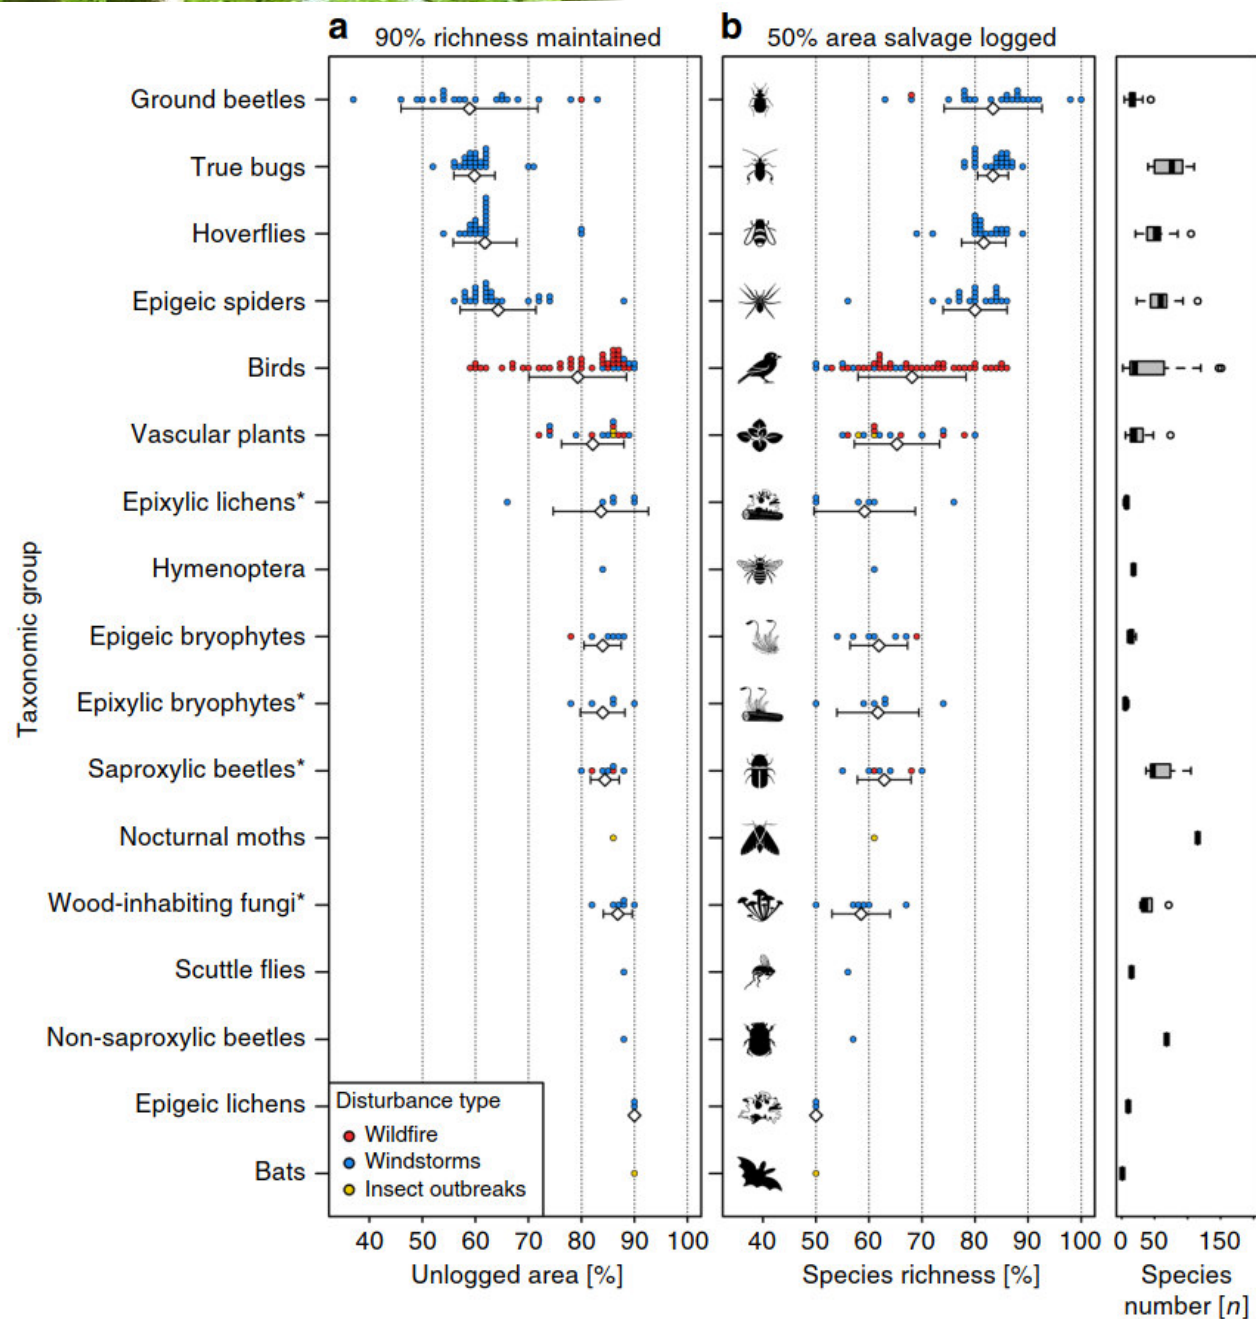 a 90% richness maintained
b 50% area salvage logged
Taxonomic group
Ground beetles
True bugs
Hoverflies
Epigeic spiders
Birds
Vascular plants
Epixylic lichens*
Hymenoptera
Epigeic bryophytes
Epixylic bryophytes*
Saproxylic beetles*
Nocturnal moths
Wood-inhabiting fungi*
Scuttle flies
Non-saproxylic beetles
Epigeic lichens
Bats
Disturbance type
Wildfire
Windstorms
Insect outbreaks
40 50 60 70 80 90 100
Unlogged area [%]
40 50 60 70 80 90 100
Species richness [%]
0 50 150
Species
number [n]